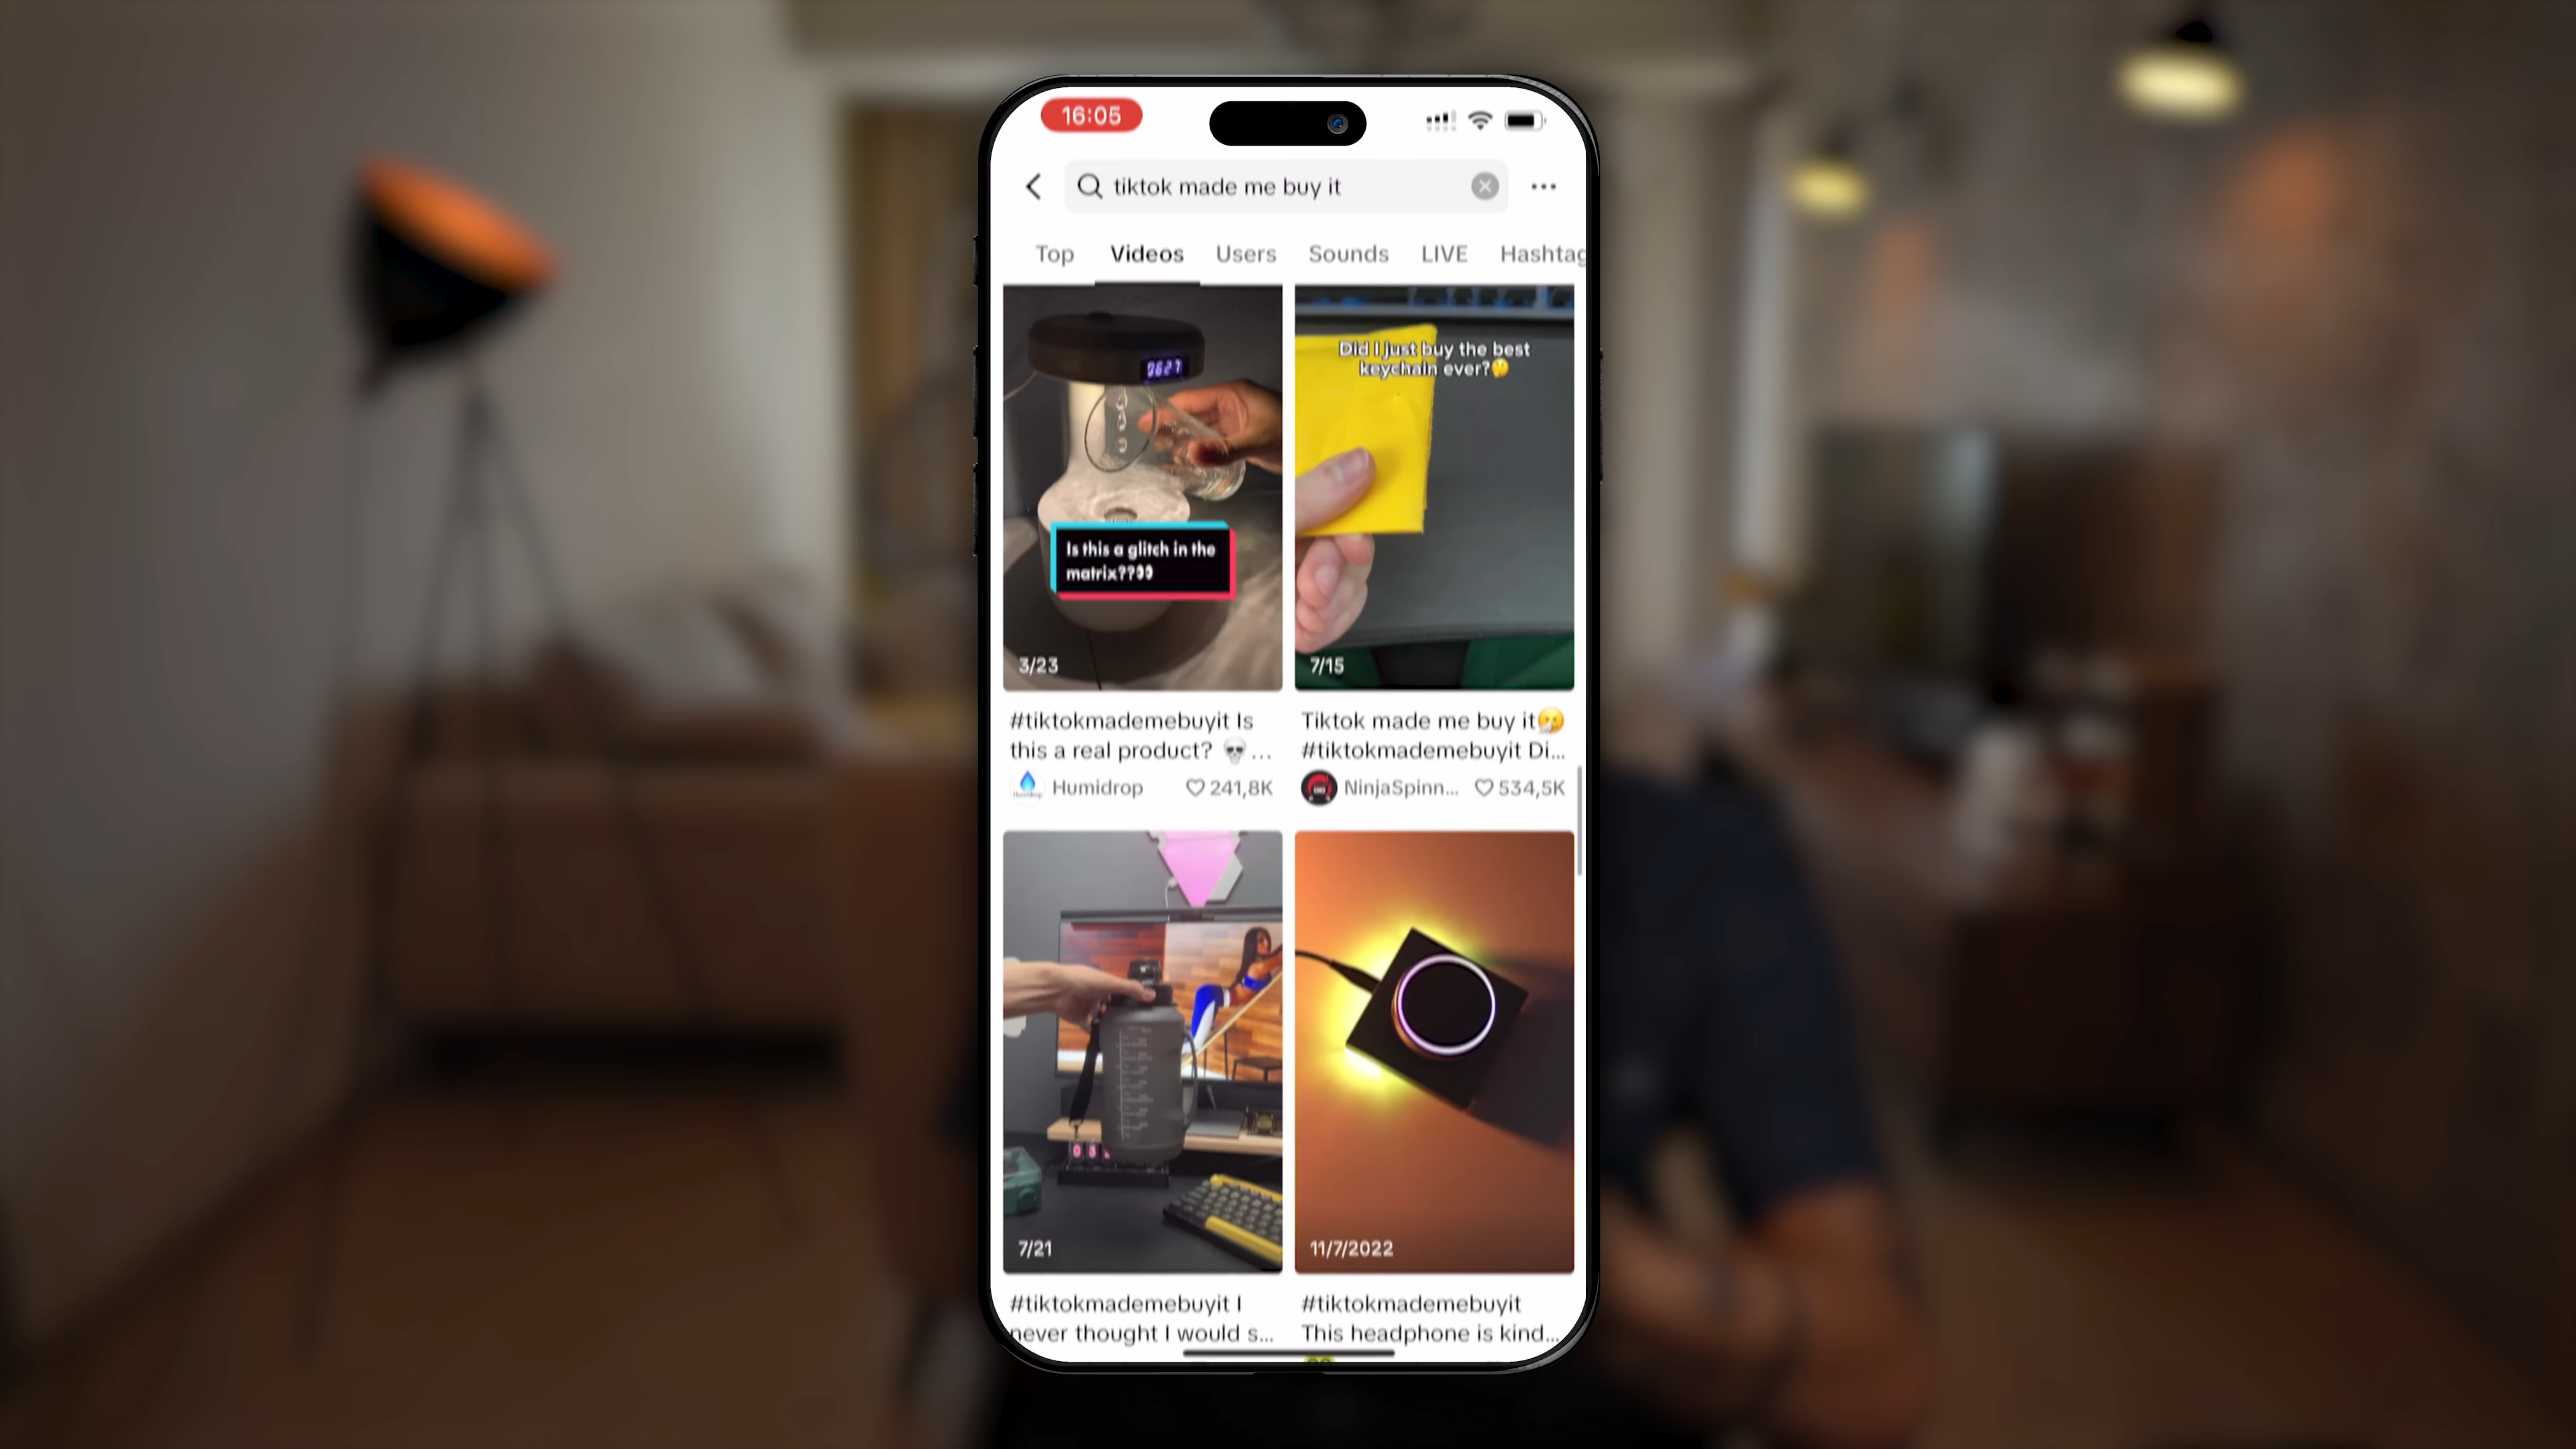 16:05
tiktok made me buy it
Top Videos Users Sounds LIVE Hashtag
0627
Did I just buy the best
keychain ever?🤔
Is this a glitch in the
matrix??👀
3/23
7/15
#tiktokmademebuyit Is
this a real product? 💀...
Humidrop 241,8K
Tiktok made me buy it🤧
#tiktokmademebuyit Di...
NinjaSpinn... 534,5K
7/21
11/7/2022
#tiktokmademebuyit I
never thought I would s...
#tiktokmademebuyit
This headphone is kind...